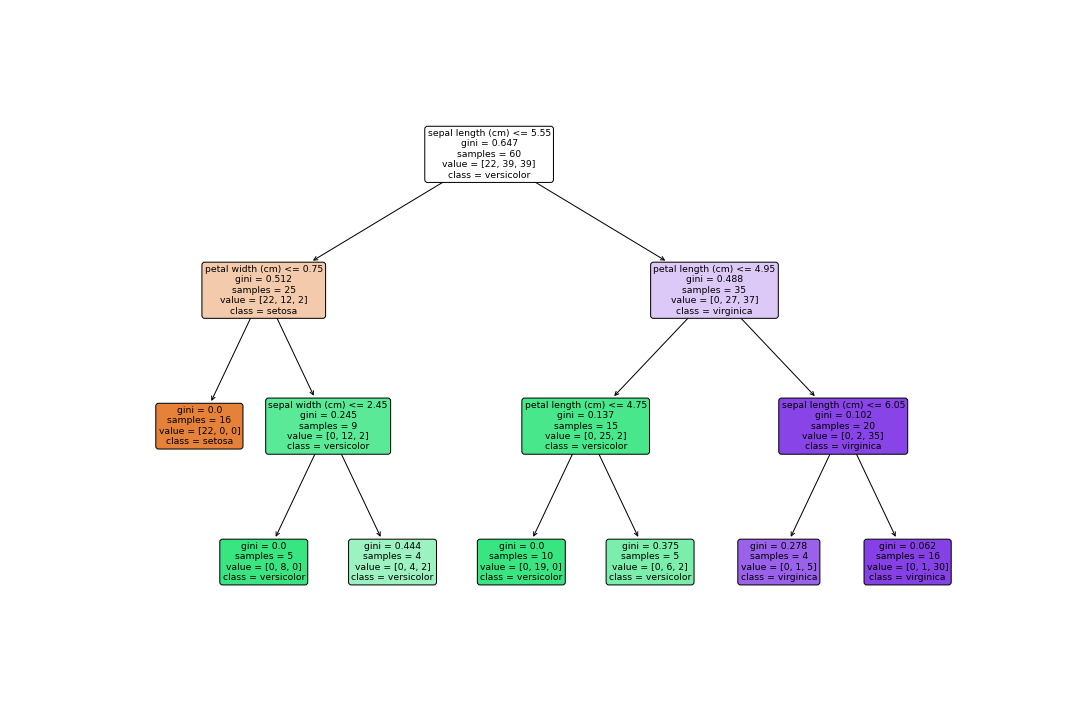 sepal length (cm) <= 5.55
gini = 0.647
samples = 60
value = [22, 39, 39]
class = versicolor
petal width (cm) <= 0.75
gini = 0.512
samples = 25
value = [22, 12, 2]
class = setosa
petal length (cm) <= 4.95
gini = 0.488
samples = 35
value = [0, 27, 37]
class = virginica
gini = 0.0
samples = 16
value = [22, 0, 0]
class = setosa
sepal width (cm) <= 2.45
gini = 0.245
samples = 9
value = [0, 12, 2]
class = versicolor
petal length (cm) <= 4.75
gini = 0.137
samples = 15
value = [0, 25, 2]
class = versicolor
sepal length (cm) <= 6.05
gini = 0.102
samples = 20
value = [0, 2, 35]
class = virginica
gini = 0.0
samples = 5
value = [0, 8, 0]
class = versicolor
gini = 0.444
samples = 4
value = [0, 4, 2]
class = versicolor
gini = 0.0
samples = 10
value = [0, 19, 0]
class = versicolor
gini = 0.375
samples = 5
value = [0, 6, 2]
class = versicolor
gini = 0.278
samples = 4
value = [0, 1, 5]
class = virginica
gini = 0.062
samples = 16
value = [0, 1, 30]
class = virginica